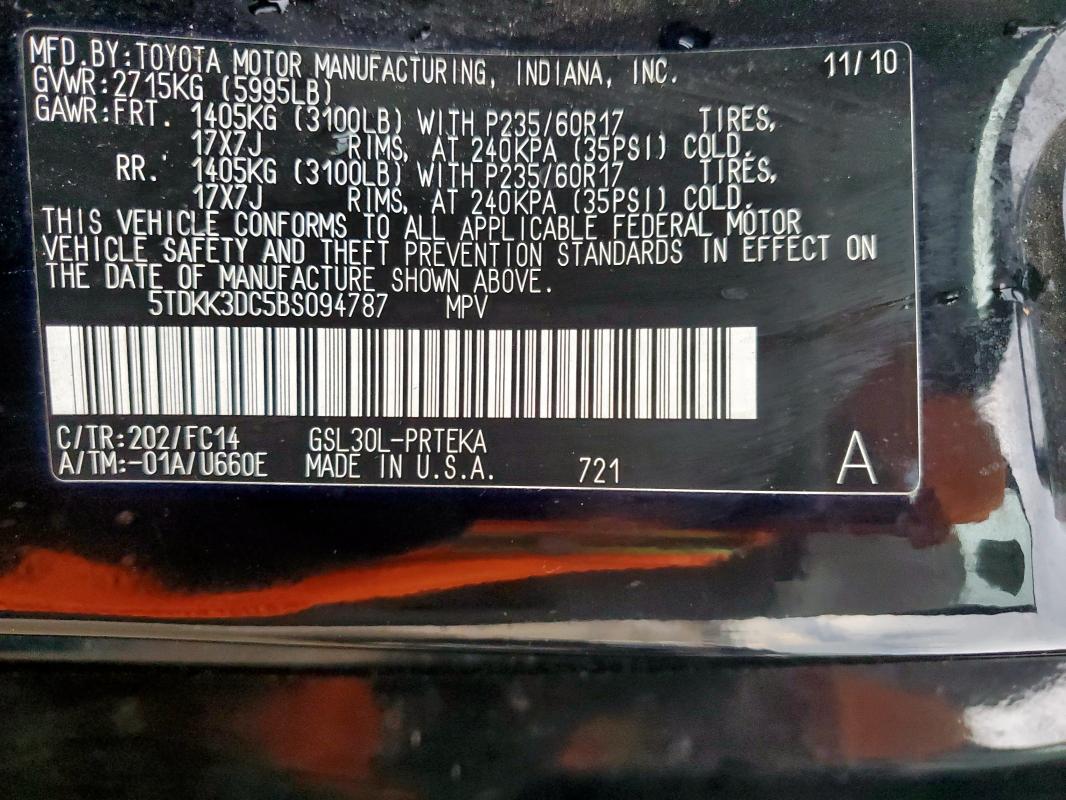 MFD.BY:TOYOTA MOTOR MANUFACTURING, INDIANA, INC. 11/10
GVWR:2715KG (5995LB)
GAWR:FRT. 1405KG (3100LB) WITH P235/60R17 TIRES,
17X7J RIMS, AT 240KPA (35PSI) COLD.
RR. 1405KG (3100LB) WITH P235/60R17 TIRES,
17X7J RIMS, AT 240KPA (35PSI) COLD.
THIS VEHICLE CONFORMS TO ALL APPLICABLE FEDERAL MOTOR
VEHICLE SAFETY AND THEFT PREVENTION STANDARDS IN EFFECT ON
THE DATE OF MANUFACTURE SHOWN ABOVE.
5TDKK3DC5BS094787 MPV
C/TR:202/FC14 GSL30L-PRTEKA
A/TM:-01A/U660E MADE IN U.S.A. 721 A